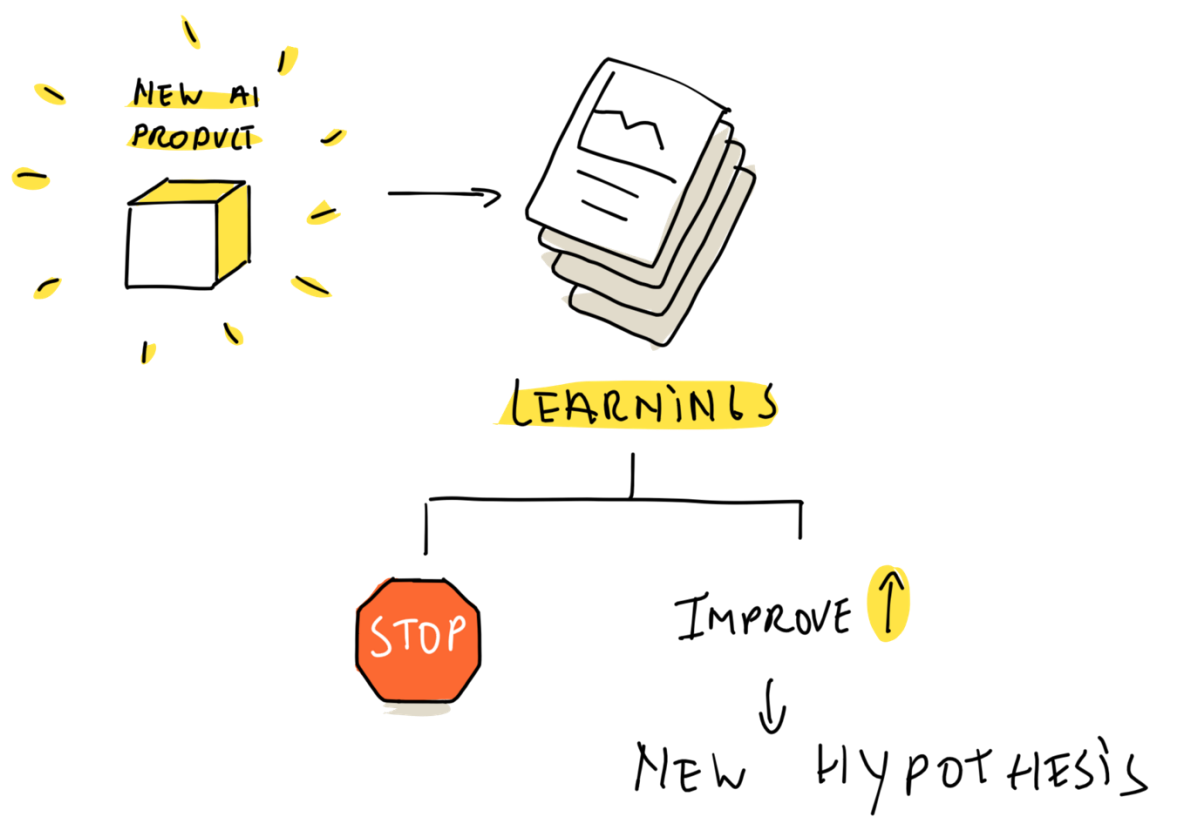 NEW AI
PRODUCT
LEARNINGS
STOP
IMPROVE ↑
NEW HYPOTHESIS